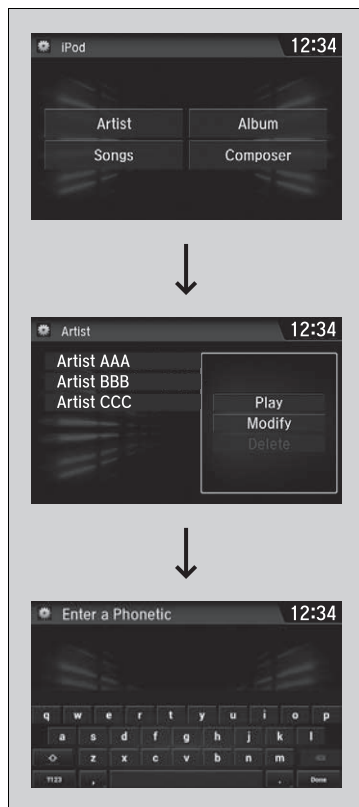 iPod 12:34
Artist Album
Songs Composer
Artist 12:34
Artist AAA
Artist BBB
Artist CCC
Play
Modify
Delete
Enter a Phonetic 12:34
q w e r t y u i o p
a s d f g h j k l
z x c v b n m
?123 , . Done